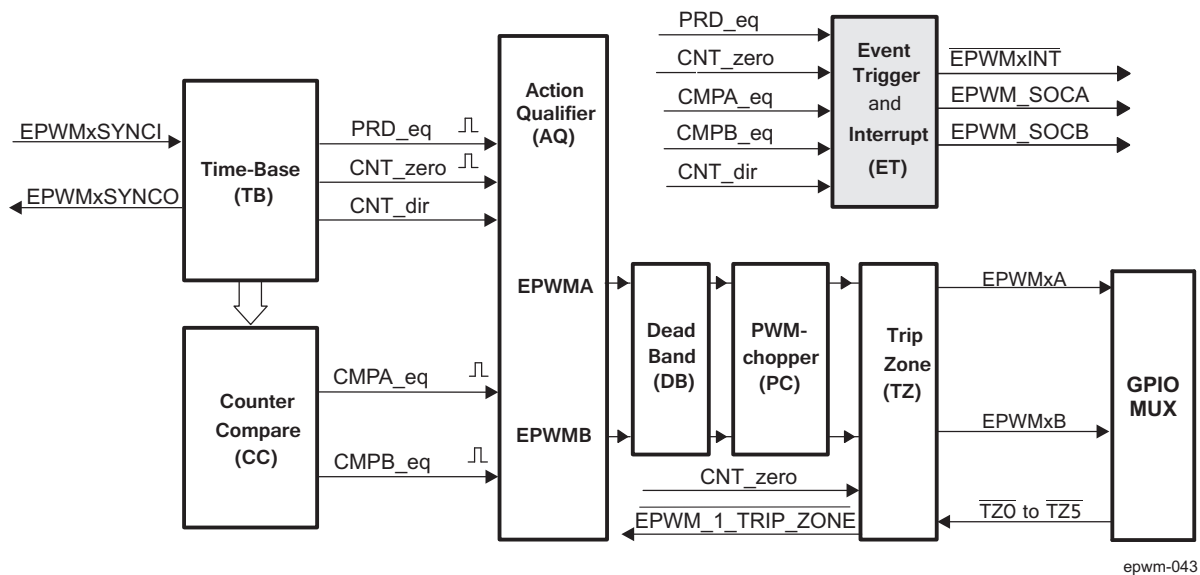 EPWMxSYNCI
EPWMxSYNCO
Time-Base
(TB)
PRD_eq
CNT_zero
CNT_dir
Counter
Compare
(CC)
CMPA_eq
CMPB_eq
Action
Qualifier
(AQ)
EPWMA
EPWMB
PRD_eq
CNT_zero
CMPA_eq
CMPB_eq
CNT_dir
Event
Trigger
and
Interrupt
(ET)
EPWMxINT
EPWM_SOCA
EPWM_SOCB
Dead
Band
(DB)
PWM-
chopper
(PC)
Trip
Zone
(TZ)
CNT_zero
EPWM_1_TRIP_ZONE
EPWMxA
EPWMxB
TZ0 to TZ5
GPIO
MUX
epwm-043